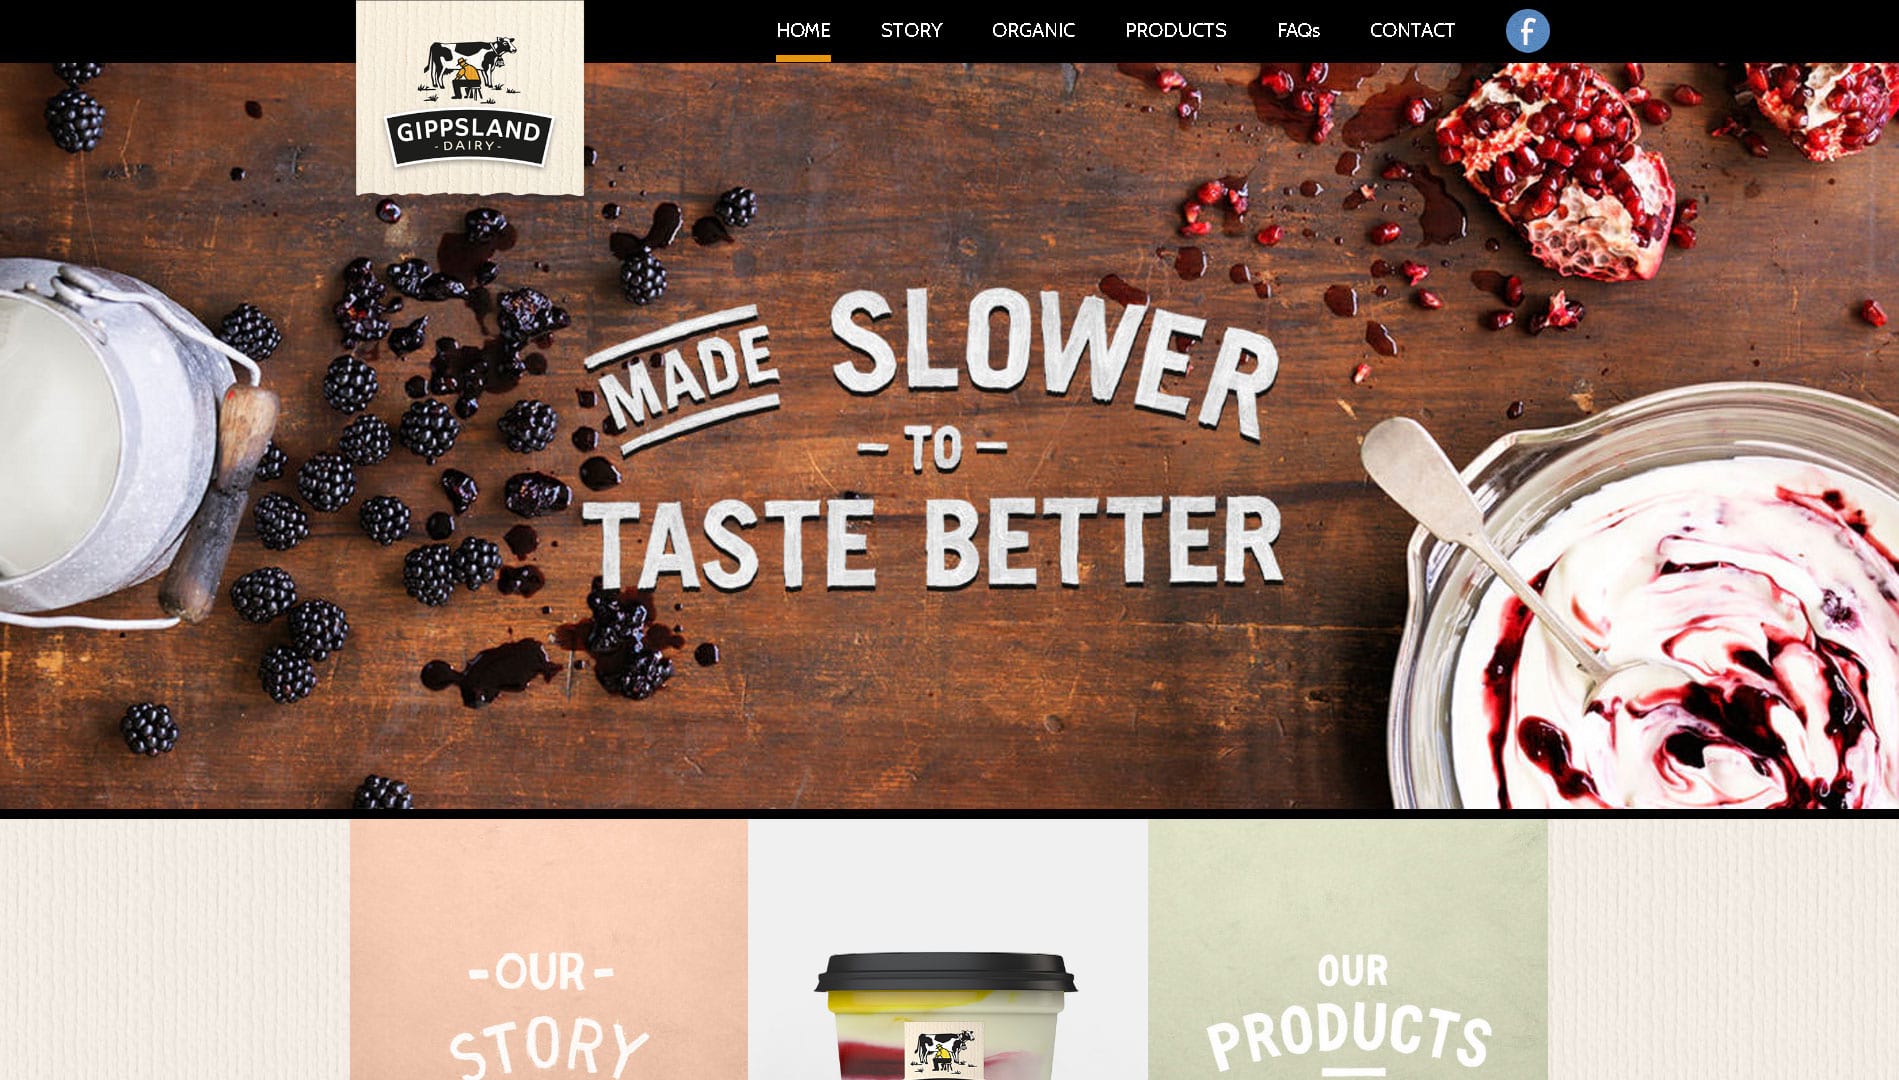 GIPPSLAND
-DAIRY-
HOME
STORY
ORGANIC
PRODUCTS
FAQs
CONTACT
f
MADE SLOWER
- TO -
TASTE BETTER
-OUR-
STORY
OUR
PRODUCTS